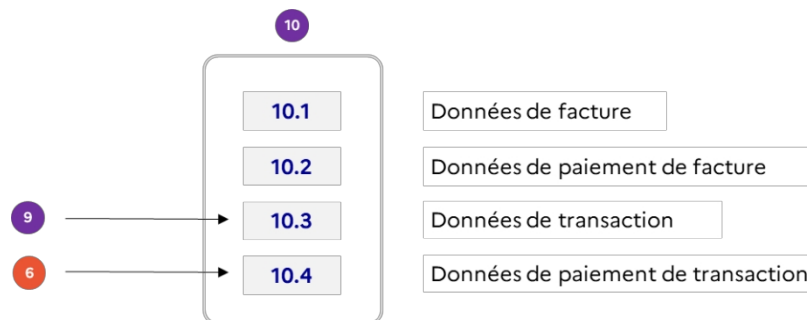 10
10.1 Données de facture
10.2 Données de paiement de facture
9 10.3 Données de transaction
6 10.4 Données de paiement de transaction